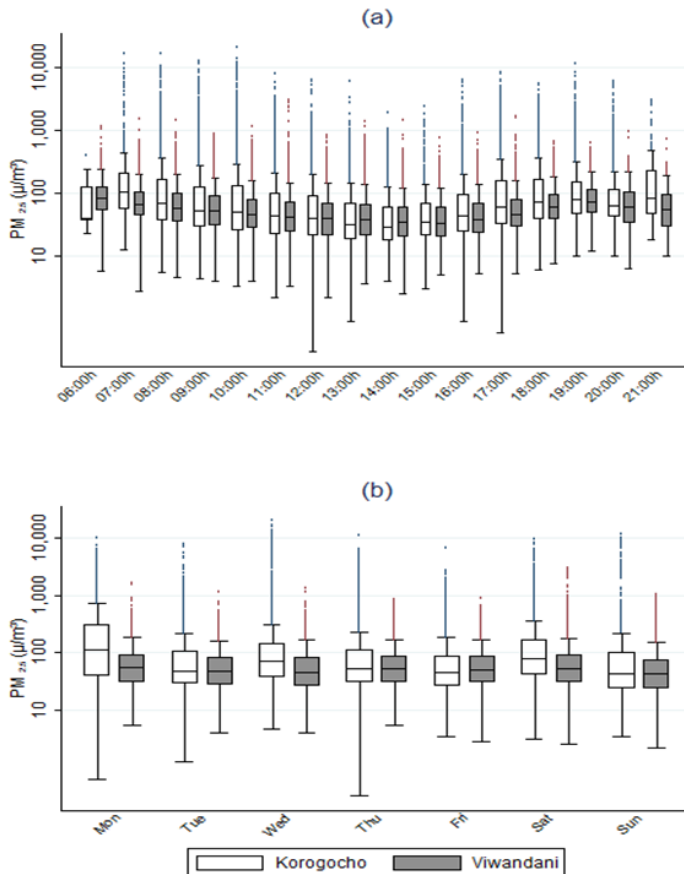 (a)
PM 2.5 (µ/m³)
10,000
1,000
100
10
06:00h 07:00h 08:00h 09:00h 10:00h 11:00h 12:00h 13:00h 14:00h 15:00h 16:00h 17:00h 18:00h 19:00h 20:00h 21:00h
(b)
PM 2.5 (µ/m³)
10,000
1,000
100
10
Mon Tue Wed Thu Fri Sat Sun
Korogocho Viwandani